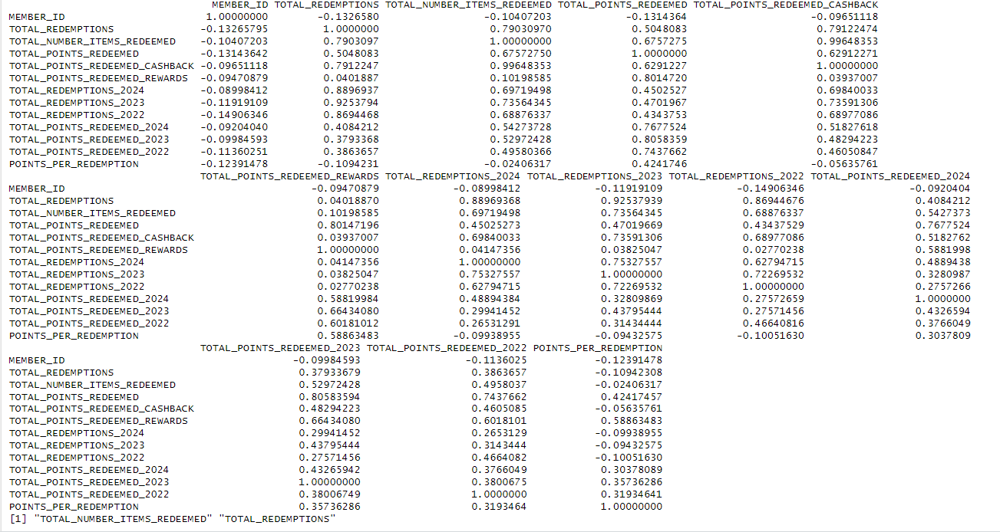 MEMBER_ID TOTAL_REDEMPTIONS TOTAL_NUMBER_ITEMS_REDEEMED TOTAL_POINTS_REDEEMED TOTAL_POINTS_REDEEMED_CASHBACK
MEMBER_ID 1.00000000 -0.1326580 -0.10407203 -0.1314364 -0.09651118
TOTAL_REDEMPTIONS -0.13265795 1.0000000 0.79030970 0.5048083 0.79122474
TOTAL_NUMBER_ITEMS_REDEEMED -0.10407203 0.7903097 1.00000000 0.6757275 0.99648353
TOTAL_POINTS_REDEEMED -0.13143642 0.5048083 0.67572750 1.0000000 0.62912271
TOTAL_POINTS_REDEEMED_CASHBACK -0.09651118 0.7912247 0.99648353 0.6291227 1.00000000
TOTAL_POINTS_REDEEMED_REWARDS -0.09470879 0.0401887 0.10198585 0.8014720 0.03937007
TOTAL_REDEMPTIONS_2024 -0.08998412 0.8896937 0.69719498 0.4502527 0.69840033
TOTAL_REDEMPTIONS_2023 -0.11919109 0.9253794 0.73564345 0.4701967 0.73591306
TOTAL_REDEMPTIONS_2022 -0.14906346 0.8694468 0.68876337 0.4343753 0.68977086
TOTAL_POINTS_REDEEMED_2024 -0.09204040 0.4084212 0.54273728 0.7677524 0.51827618
TOTAL_POINTS_REDEEMED_2023 -0.09984593 0.3793368 0.52972428 0.8058359 0.48294223
TOTAL_POINTS_REDEEMED_2022 -0.11360251 0.3863657 0.49580366 0.7437662 0.46050847
POINTS_PER_REDEMPTION -0.12391478 -0.1094231 -0.02406317 0.4241746 -0.05635761
TOTAL_POINTS_REDEEMED_REWARDS TOTAL_REDEMPTIONS_2024 TOTAL_REDEMPTIONS_2023 TOTAL_REDEMPTIONS_2022 TOTAL_POINTS_REDEEMED_2024
MEMBER_ID -0.09470879 -0.08998412 -0.11919109 -0.14906346 -0.0920404
TOTAL_REDEMPTIONS 0.04018870 0.88969368 0.92537939 0.86944676 0.4084212
TOTAL_NUMBER_ITEMS_REDEEMED 0.10198585 0.69719498 0.73564345 0.68876337 0.5427373
TOTAL_POINTS_REDEEMED 0.80147196 0.45025273 0.47019669 0.43437529 0.7677524
TOTAL_POINTS_REDEEMED_CASHBACK 0.03937007 0.69840033 0.73591306 0.68977086 0.5182762
TOTAL_POINTS_REDEEMED_REWARDS 1.00000000 0.04147356 0.03825047 0.02770238 0.5881998
TOTAL_REDEMPTIONS_2024 0.04147356 1.00000000 0.75327557 0.62794715 0.4889438
TOTAL_REDEMPTIONS_2023 0.03825047 0.75327557 1.00000000 0.72269532 0.3280987
TOTAL_REDEMPTIONS_2022 0.02770238 0.62794715 0.72269532 1.00000000 0.2757266
TOTAL_POINTS_REDEEMED_2024 0.58819984 0.48894384 0.32809869 0.27572659 1.0000000
TOTAL_POINTS_REDEEMED_2023 0.66434080 0.29941452 0.43795444 0.27571456 0.4326594
TOTAL_POINTS_REDEEMED_2022 0.60181012 0.26531291 0.31434444 0.46640816 0.3766049
POINTS_PER_REDEMPTION 0.58863483 -0.09938955 -0.09432575 -0.10051630 0.3037809
TOTAL_POINTS_REDEEMED_2023 TOTAL_POINTS_REDEEMED_2022 POINTS_PER_REDEMPTION
MEMBER_ID -0.09984593 -0.1136025 -0.12391478
TOTAL_REDEMPTIONS 0.37933679 0.3863657 -0.10942308
TOTAL_NUMBER_ITEMS_REDEEMED 0.52972428 0.4958037 -0.02406317
TOTAL_POINTS_REDEEMED 0.80583594 0.7437662 0.42417457
TOTAL_POINTS_REDEEMED_CASHBACK 0.48294223 0.4605085 -0.05635761
TOTAL_POINTS_REDEEMED_REWARDS 0.66434080 0.6018101 0.58863483
TOTAL_REDEMPTIONS_2024 0.29941452 0.2653129 -0.09938955
TOTAL_REDEMPTIONS_2023 0.43795444 0.3143444 -0.09432575
TOTAL_REDEMPTIONS_2022 0.27571456 0.4664082 -0.10051630
TOTAL_POINTS_REDEEMED_2024 0.43265942 0.3766049 0.30378089
TOTAL_POINTS_REDEEMED_2023 1.00000000 0.3800675 0.35736286
TOTAL_POINTS_REDEEMED_2022 0.38006749 1.0000000 0.31934641
POINTS_PER_REDEMPTION 0.35736286 0.3193464 1.00000000
[1] "TOTAL_NUMBER_ITEMS_REDEEMED" "TOTAL_REDEMPTIONS"